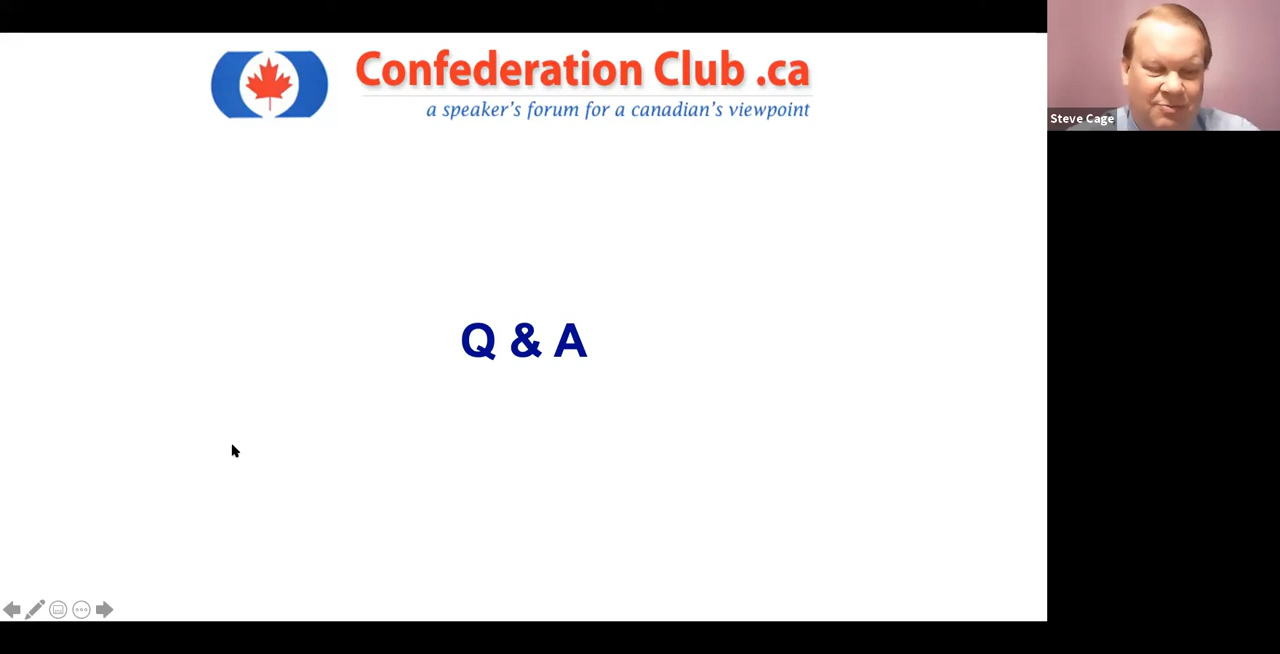 Confederation Club .ca
a speaker's forum for a canadian's viewpoint
Steve Cage
Q & A